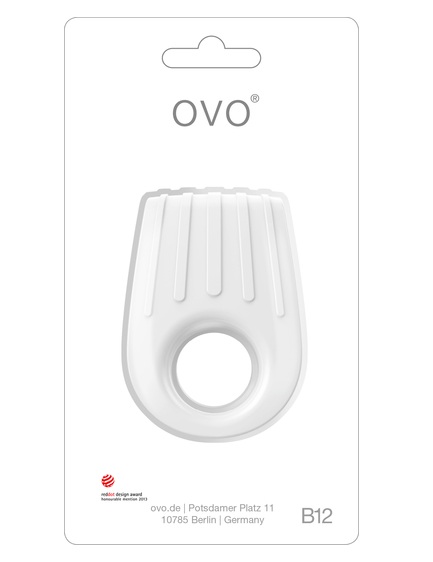 OVO®
reddot design award
honourable mention 2013
ovo.de | Potsdamer Platz 11
10785 Berlin | Germany
B12